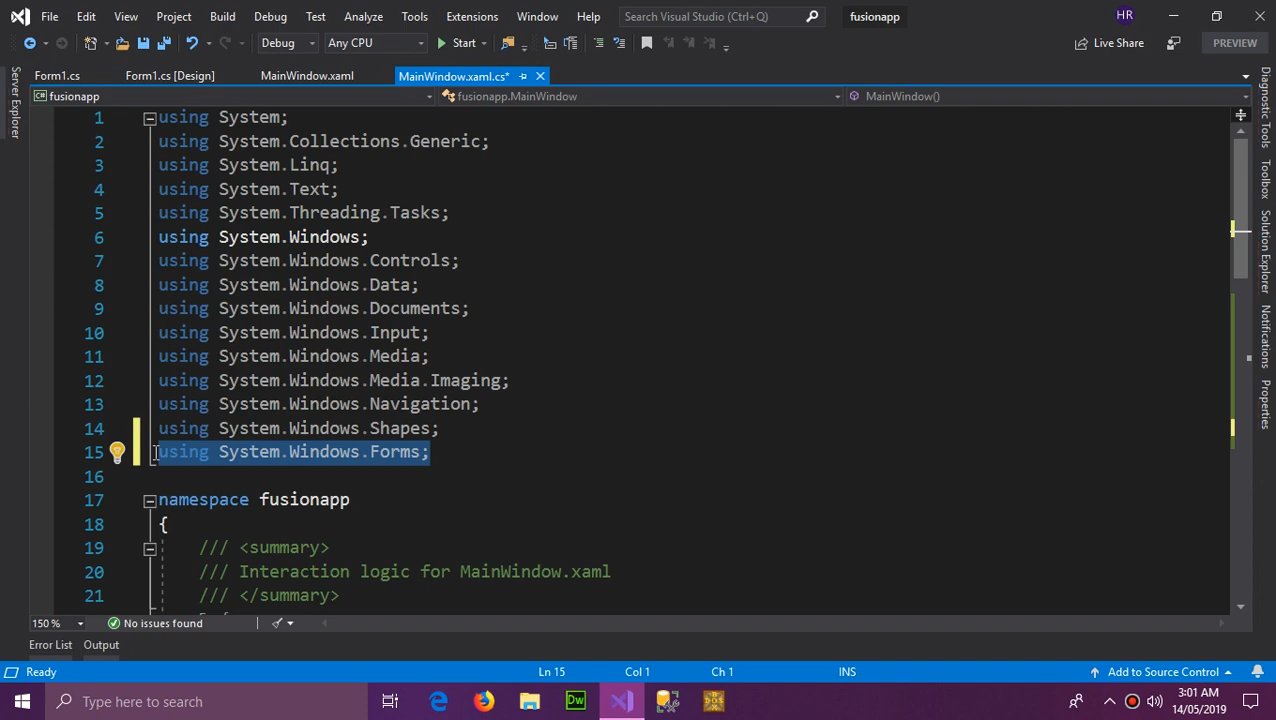 File Edit View Project Build Debug Test Analyze Tools Extensions Window Help Search Visual Studio (Ctrl+Q) fusionapp HR
Debug Any CPU Start Live Share PREVIEW
Form1.cs Form1.cs [Design] MainWindow.xaml MainWindow.xaml.cs*
fusionapp fusionapp.MainWindow MainWindow()
Server Explorer
1 using System;
2 using System.Collections.Generic;
3 using System.Linq;
4 using System.Text;
5 using System.Threading.Tasks;
6 using System.Windows;
7 using System.Windows.Controls;
8 using System.Windows.Data;
9 using System.Windows.Documents;
10 using System.Windows.Input;
11 using System.Windows.Media;
12 using System.Windows.Media.Imaging;
13 using System.Windows.Navigation;
14 using System.Windows.Shapes;
15 using System.Windows.Forms;
16
17 namespace fusionapp
18 {
19 /// <summary>
20 /// Interaction logic for MainWindow.xaml
21 /// </summary>
Diagnostic Tools
Toolbox
Solution Explorer
Notifications
Properties
150 % No issues found
Error List Output
Ready Ln 15 Col 1 Ch 1 INS Add to Source Control
Type here to search Dw 3:01 AM
14/05/2019